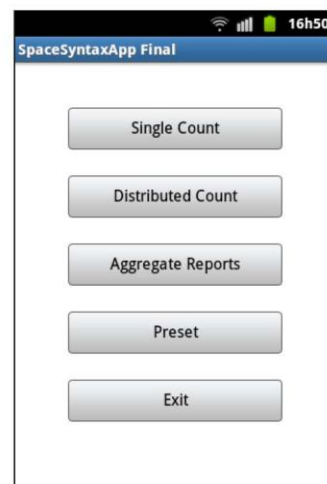 16h50
SpaceSyntaxApp Final
Single Count
Distributed Count
Aggregate Reports
Preset
Exit